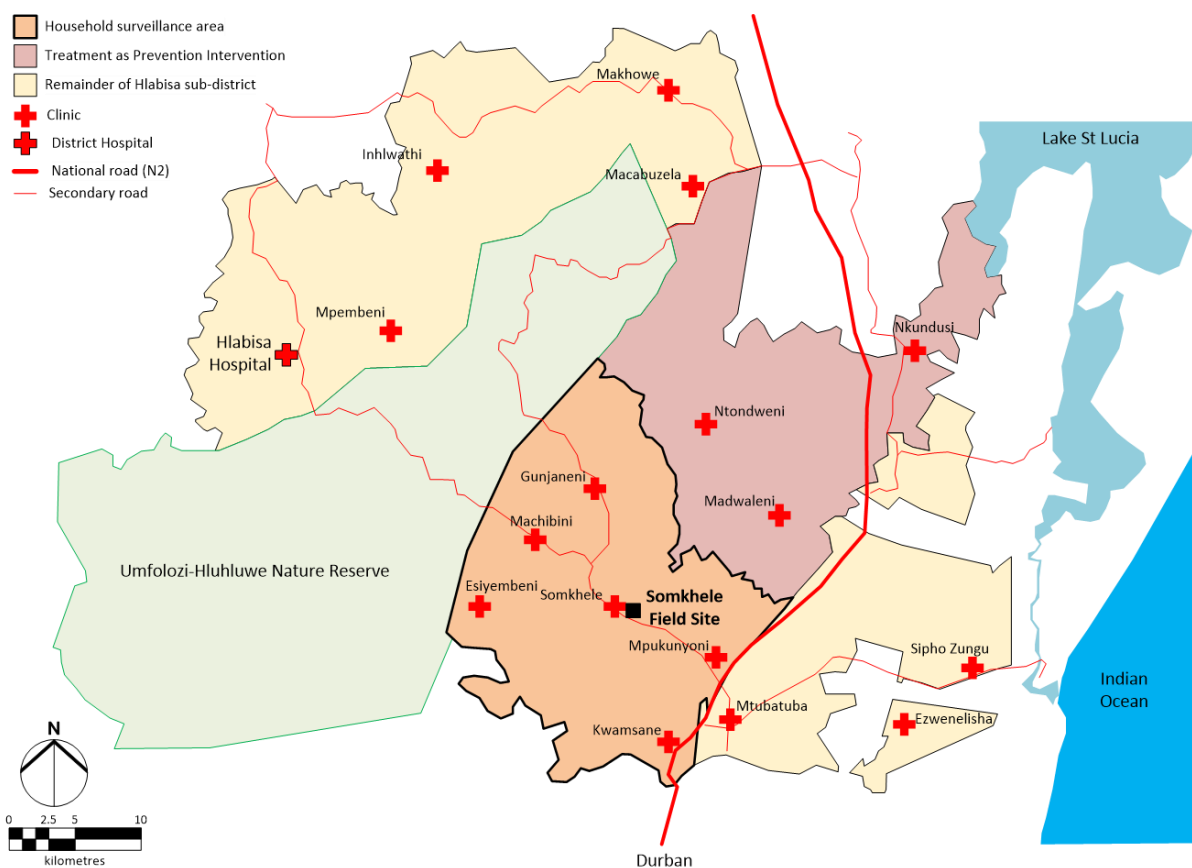 Household surveillance area
Treatment as Prevention Intervention
Remainder of Hlabisa sub-district
Clinic
District Hospital
National road (N2)
Secondary road
Makhowe
Lake St Lucia
Inhlwathi
Macabuzela
Mpembeni
Hlabisa
Hospital
Nkundusi
Ntondweni
Gunjaneni
Madwaleni
Machibini
Umfolozi-Hluhluwe Nature Reserve
Esiyembeni
Somkhele
Somkhele
Field Site
Mpukunyoni
Sipho Zungu
Indian
Ocean
Mtubatuba
Ezwenelisha
Kwamsane
N
0 2.5 5 10
kilometres
Durban